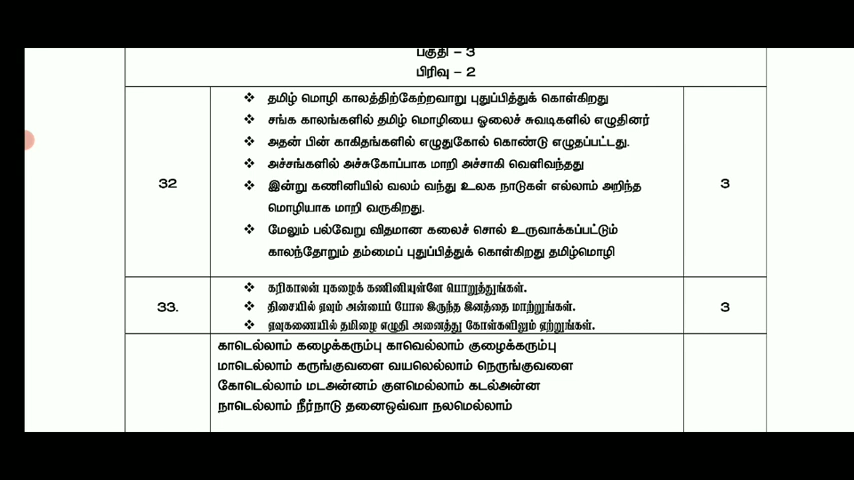 பகுதி – 3
பிரிவு – 2
❖ தமிழ் மொழி காலத்திற்கேற்றவாறு புதுப்பித்துக் கொள்கிறது
❖ சங்க காலங்களில் தமிழ் மொழியை ஓலைச் சுவடிகளில் எழுதினர்
❖ அதன் பின் காகிதங்களில் எழுதுகோல் கொண்டு எழுதப்பட்டது.
❖ அச்சங்களில் அச்சுகோப்பாக மாறி அச்சாகி வெளிவந்தது
32 ❖ இன்று கணினியில் வலம் வந்து உலக நாடுகள் எல்லாம் அறிந்த 3
மொழியாக மாறி வருகிறது.
❖ மேலும் பல்வேறு விதமான கலைச் சொல் உருவாக்கப்பட்டும்
காலந்தோறும் தம்மைப் புதுப்பித்துக் கொள்கிறது தமிழ்மொழி
❖ கரிகாலன் புகழைக் கணினியுள்ளே பொறுத்துங்கள்.
33. ❖ திசையில் ஏவும் அன்மைப் போல இருந்த இனத்தை மாற்றுங்கள். 3
❖ ஏவுகணையில் தமிழை எழுதி அனைத்து கோள்களிலும் ஏற்றுங்கள்.
காடெல்லாம் கழைக்கரும்பு காவெல்லாம் குழைக்கரும்பு
மாடெல்லாம் கருங்குவளை வயலெல்லாம் நெருங்குவளை
கோடெல்லாம் மடஅன்னம் குளமெல்லாம் கடல்அன்ன
நாடெல்லாம் நீர்நாடு தனைஒவ்வா நலமெல்லாம்